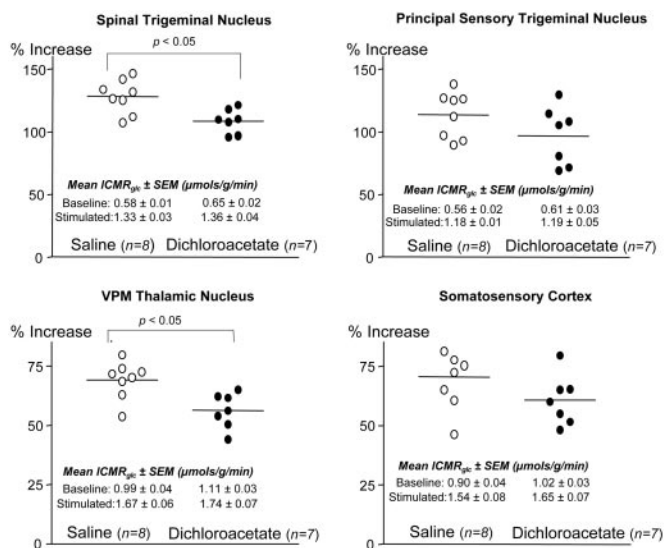 Spinal Trigeminal Nucleus
% Increase
p < 0.05
150
100
50
0
Mean lCMRglc ± SEM (µmols/g/min)
Baseline: 0.58 ± 0.01 0.65 ± 0.02
Stimulated: 1.33 ± 0.03 1.36 ± 0.04
Saline (n=8) Dichloroacetate (n=7)
Principal Sensory Trigeminal Nucleus
% Increase
150
100
50
0
Mean lCMRglc ± SEM (µmols/g/min)
Baseline: 0.56 ± 0.02 0.61 ± 0.03
Stimulated: 1.18 ± 0.01 1.19 ± 0.05
Saline (n=8) Dichloroacetate (n=7)
VPM Thalamic Nucleus
% Increase
p < 0.05
75
50
25
0
Mean ICMRglc ± SEM (µmols/g/min)
Baseline: 0.99 ± 0.04 1.11 ± 0.03
Stimulated: 1.67 ± 0.06 1.74 ± 0.07
Saline (n=8) Dichloroacetate (n=7)
Somatosensory Cortex
% Increase
75
50
25
0
Mean ICMRglc ± SEM (µmols/g/min)
Baseline: 0.90 ± 0.04 1.02 ± 0.03
Stimulated: 1.54 ± 0.08 1.65 ± 0.07
Saline (n=8) Dichloroacetate (n=7)